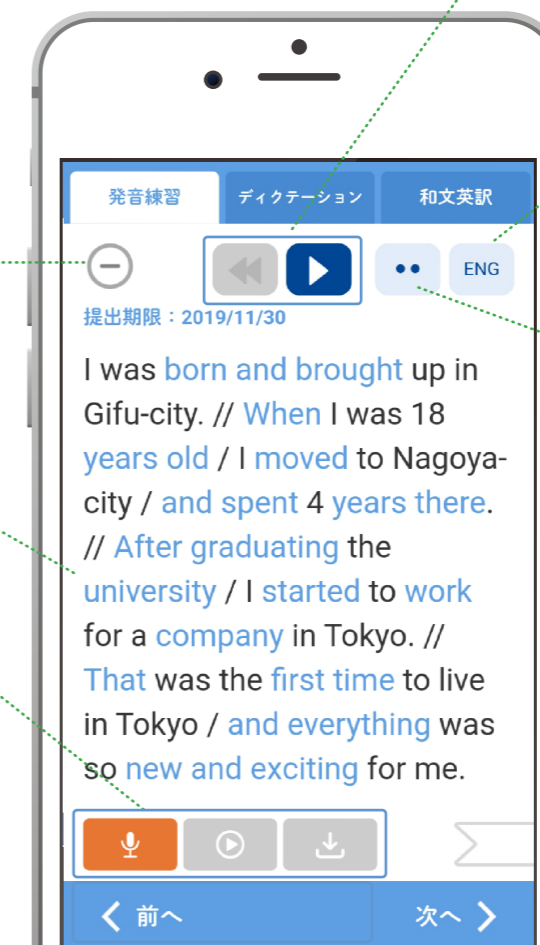 発音練習 ディクテーション 和文英訳
ENG
提出期限：2019/11/30
I was born and brought up in
Gifu-city. // When I was 18
years old / I moved to Nagoya-
city / and spent 4 years there.
// After graduating the
university / I started to work
for a company in Tokyo. //
That was the first time to live
in Tokyo / and everything was
so new and exciting for me.
前へ 次へ